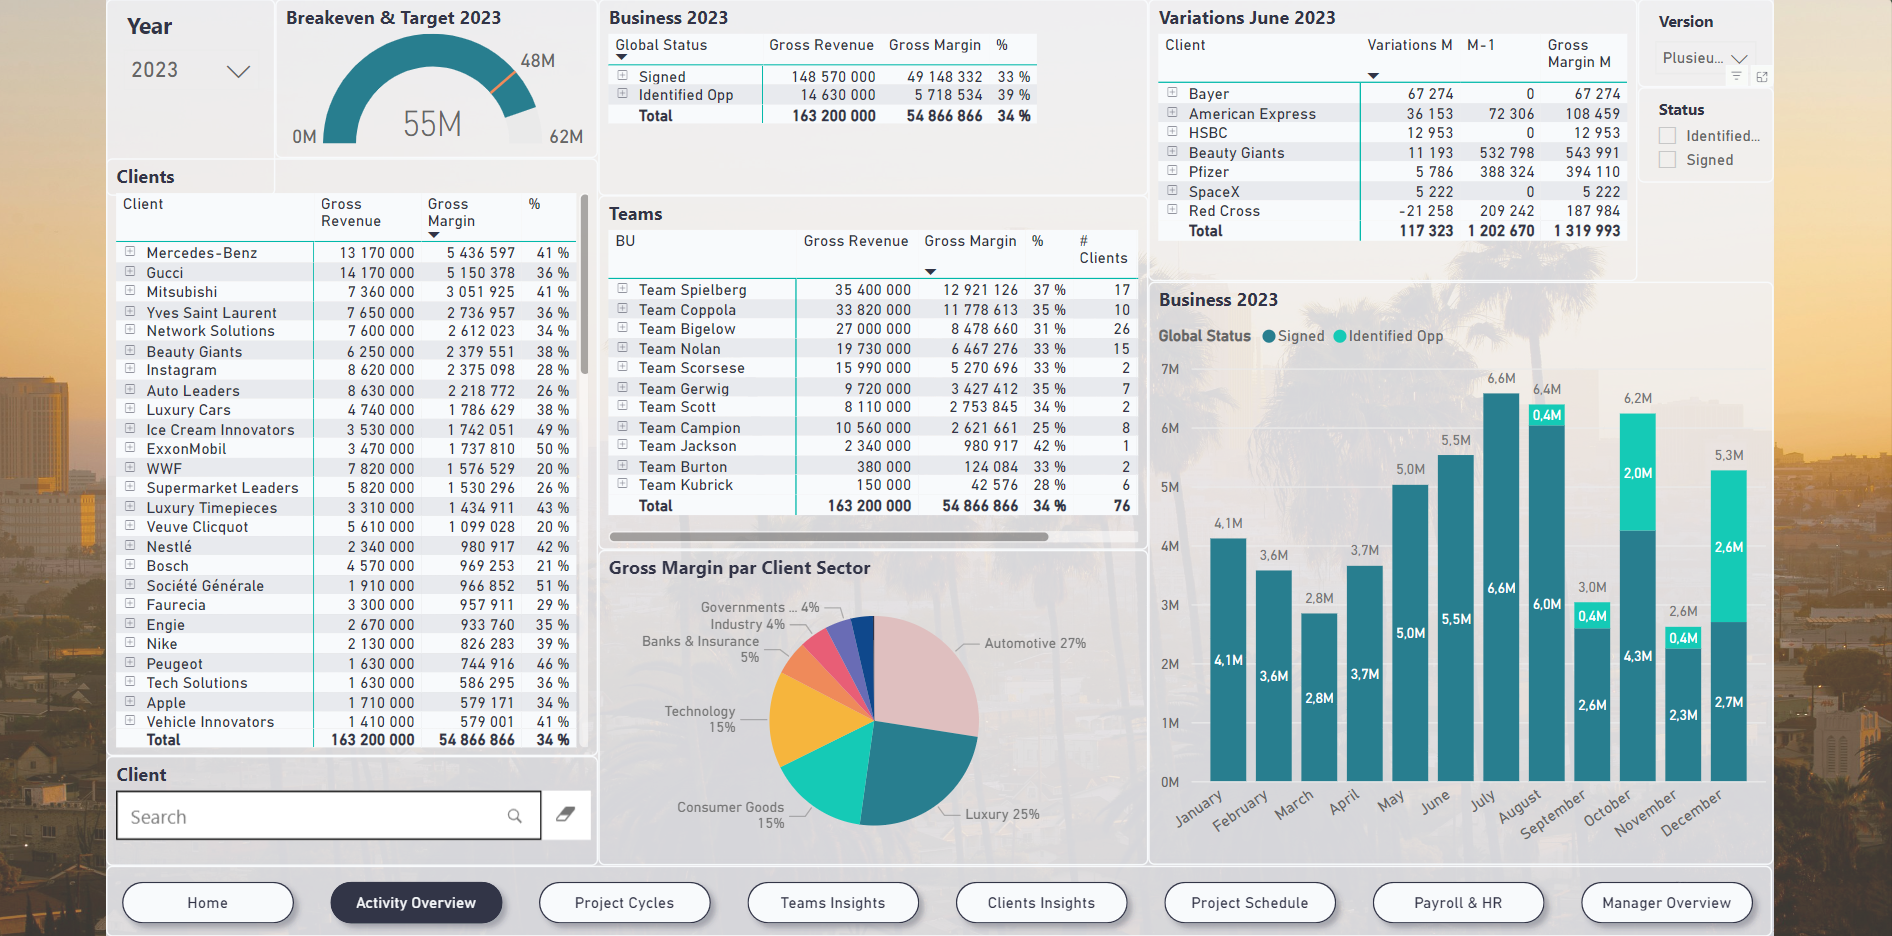 Year
2023
Breakeven & Target 2023
48M
55M
0M
62M
Clients
Client Gross Revenue Gross Margin %
Mercedes-Benz 13 170 000 5 436 597 41 %
Gucci 14 170 000 5 150 378 36 %
Mitsubishi 7 360 000 3 051 925 41 %
Yves Saint Laurent 7 650 000 2 736 957 36 %
Network Solutions 7 600 000 2 612 023 34 %
Beauty Giants 6 250 000 2 379 551 38 %
Instagram 8 620 000 2 375 098 28 %
Auto Leaders 8 630 000 2 218 772 26 %
Luxury Cars 4 740 000 1 786 629 38 %
Ice Cream Innovators 3 530 000 1 742 051 49 %
ExxonMobil 3 470 000 1 737 810 50 %
WWF 7 820 000 1 576 529 20 %
Supermarket Leaders 5 820 000 1 530 296 26 %
Luxury Timepieces 3 310 000 1 434 911 43 %
Veuve Clicquot 5 610 000 1 099 028 20 %
Nestlé 2 340 000 980 917 42 %
Bosch 4 570 000 969 253 21 %
Société Générale 1 910 000 966 852 51 %
Faurecia 3 300 000 957 911 29 %
Engie 2 670 000 933 760 35 %
Nike 2 130 000 826 283 39 %
Peugeot 1 630 000 744 916 46 %
Tech Solutions 1 630 000 586 295 36 %
Apple 1 710 000 579 171 34 %
Vehicle Innovators 1 410 000 579 001 41 %
Total 163 200 000 54 866 866 34 %
Client
Search
Business 2023
Global Status Gross Revenue Gross Margin %
Signed 148 570 000 49 148 332 33 %
Identified Opp 14 630 000 5 718 534 39 %
Total 163 200 000 54 866 866 34 %
Teams
BU Gross Revenue Gross Margin % # Clients
Team Spielberg 35 400 000 12 921 126 37 % 17
Team Coppola 33 820 000 11 778 613 35 % 10
Team Bigelow 27 000 000 8 478 660 31 % 26
Team Nolan 19 730 000 6 467 276 33 % 15
Team Scorsese 15 990 000 5 270 696 33 % 2
Team Gerwig 9 720 000 3 427 412 35 % 7
Team Scott 8 110 000 2 753 845 34 % 2
Team Campion 10 560 000 2 621 661 25 % 8
Team Jackson 2 340 000 980 917 42 % 1
Team Burton 380 000 124 084 33 % 2
Team Kubrick 150 000 42 576 28 % 6
Total 163 200 000 54 866 866 34 % 76
Gross Margin par Client Sector
Governments ... 4%
Industry 4%
Banks & Insurance 5%
Technology 15%
Consumer Goods 15%
Luxury 25%
Automotive 27%
Variations June 2023
Client Variations M M-1 Gross Margin M
Bayer 67 274 0 67 274
American Express 36 153 72 306 108 459
HSBC 12 953 0 12 953
Beauty Giants 11 193 532 798 543 991
Pfizer 5 786 388 324 394 110
SpaceX 5 222 0 5 222
Red Cross -21 258 209 242 187 984
Total 117 323 1 202 670 1 319 993
Version
Plusieu...
Status
Identified...
Signed
Business 2023
Global Status Signed Identified Opp
7M
6M
5M
4M
3M
2M
1M
0M
4,1M 3,6M 2,8M 3,7M 5,0M 5,5M 6,6M 6,4M 3,0M 6,2M 2,6M 5,3M
0,4M 0,4M 2,0M 0,4M 2,6M
4,1M 3,6M 2,8M 3,7M 5,0M 5,5M 6,6M 6,0M 2,6M 4,3M 2,3M 2,7M
January February March April May June July August September October November December
Home Activity Overview Project Cycles Teams Insights Clients Insights Project Schedule Payroll & HR Manager Overview